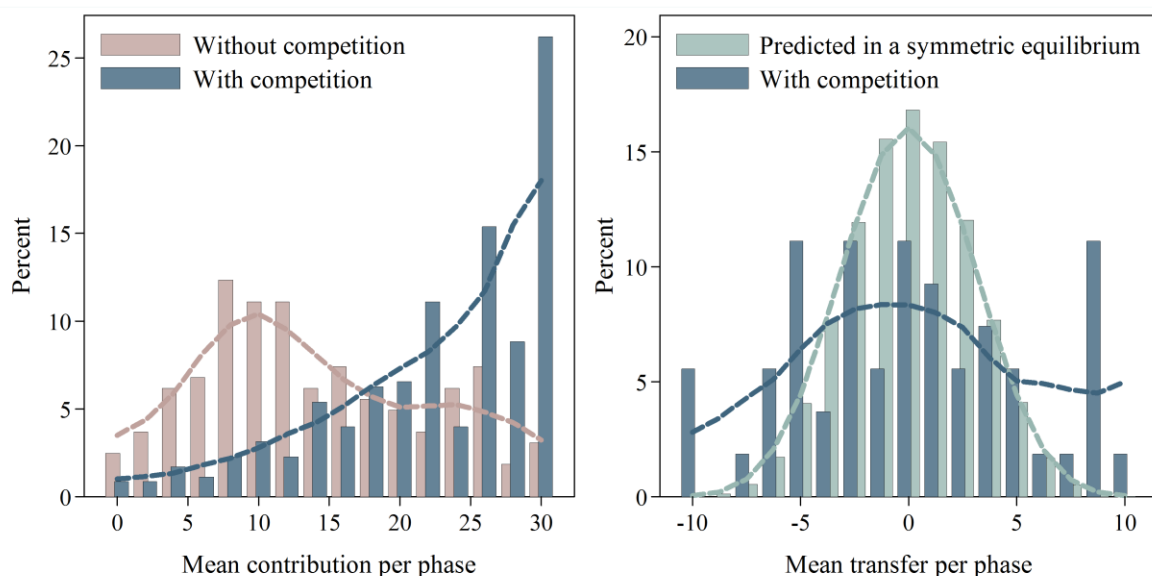 Without competition
With competition
25
20
15
10
5
0
Percent
0 5 10 15 20 25 30
Mean contribution per phase
Predicted in a symmetric equilibrium
With competition
20
15
10
5
0
Percent
-10 -5 0 5 10
Mean transfer per phase